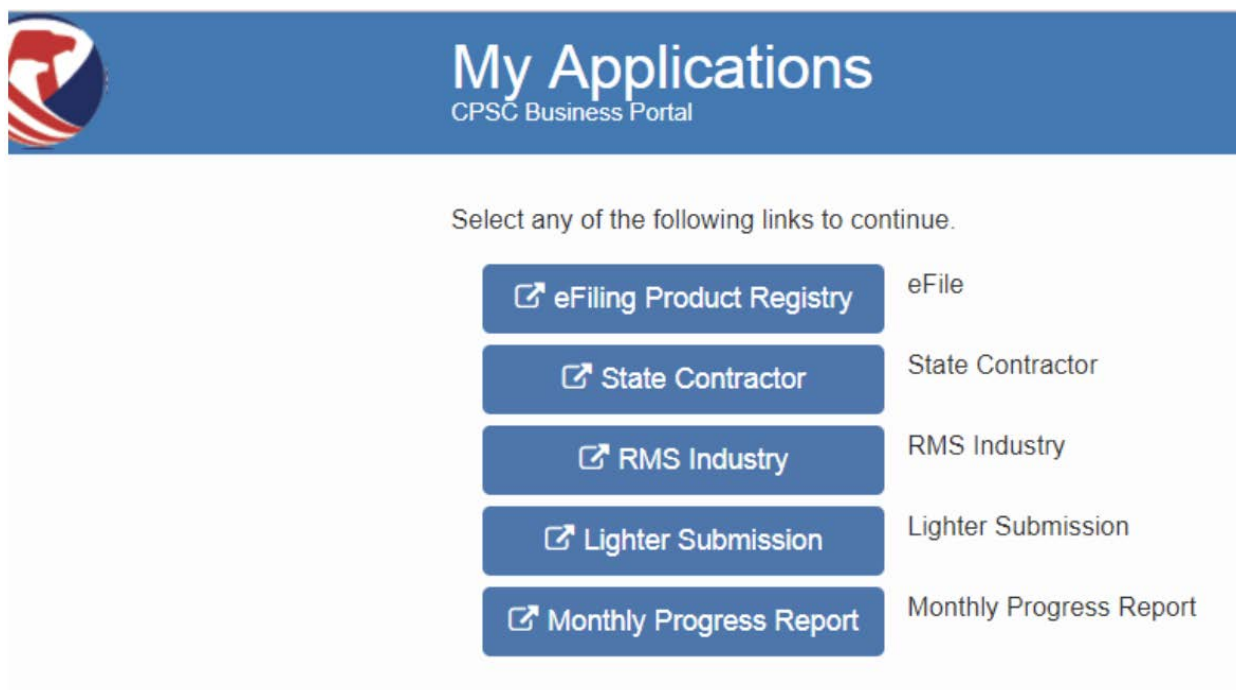 My Applications
CPSC Business Portal
Select any of the following links to continue.
eFiling Product Registry eFile
State Contractor State Contractor
RMS Industry RMS Industry
Lighter Submission Lighter Submission
Monthly Progress Report Monthly Progress Report